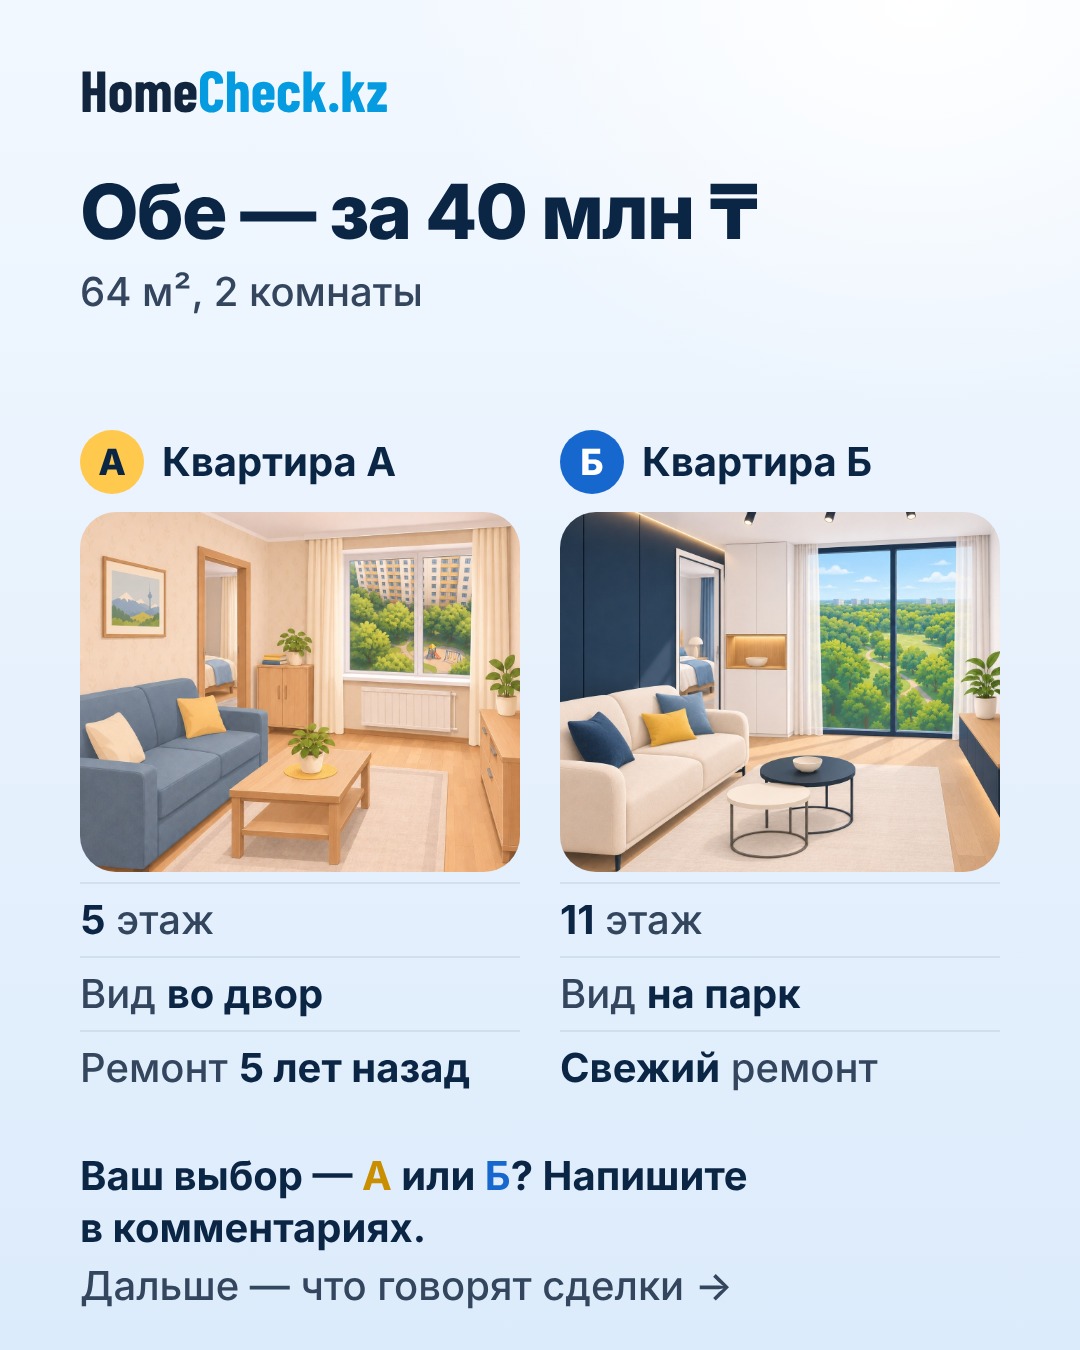 HomeCheck.kz
Обе — за 40 млн ₸
64 м², 2 комнаты
А Квартира А
Б Квартира Б
5 этаж
11 этаж
Вид во двор
Вид на парк
Ремонт 5 лет назад
Свежий ремонт
Ваш выбор — А или Б? Напишите
в комментариях.
Дальше — что говорят сделки →